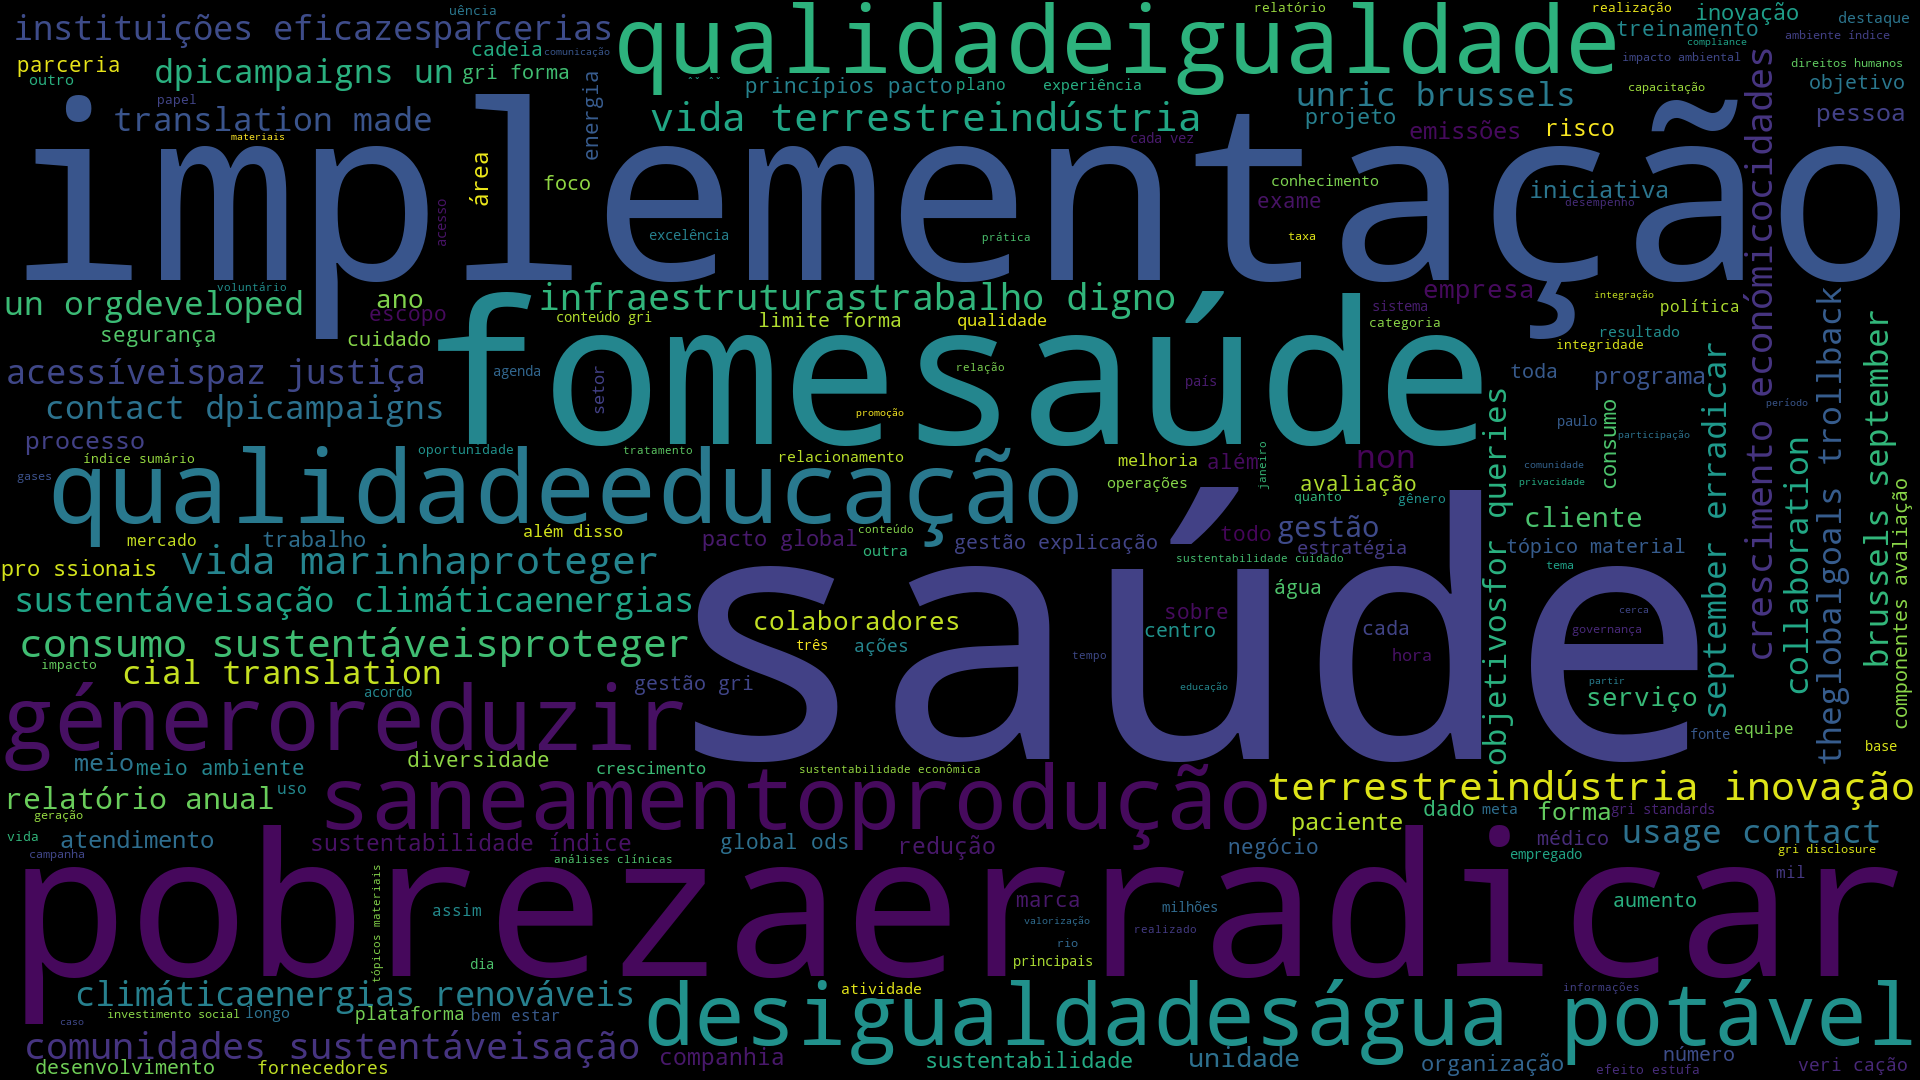 uência
relatório
realização
instituições eficazesparcerias
qualidadeigualdade
inovação
destaque
treinamento
cadeia
comunicação
compliance
ambiente índice
parceria
dpicampaigns un
gri forma
impacto ambiental
direitos humanos
outro
princípios pacto
plano
experiência
capacitação
objetivo
papel
energia
unric brussels
pessoa
translation made
vida terrestreindústria
projeto
emissões
risco
materiais
cada vez
implementação
área
foco
conhecimento
iniciativa
exame
desempenho
acesso
excelência
prática
taxa
crescimento económicocidades
voluntário
un orgdeveloped
ano
infraestruturastrabalho digno
empresa
integração
escopo
sistema
política
segurança
cuidado
conteúdo gri
limite forma
qualidade
categoria
resultado
integridade
fomesaúde
acessíveispaz justiça
agenda
setor
relação
país
toda
programa
contact dpicampaigns
promoção
paulo
período
processo
oportunidade
tratamento
relacionamento
melhoria
além
janeiro
non
participação
índice sumário
gases
qualidadeeducação
operações
avaliação
quanto
gênero
comunidade
privacidade
consumo
objetivosfor queries
september erradicar
collaboration
theglobalgoals trollback
brussels september
componentes avaliação
mercado
trabalho
além disso
pacto global
conteúdo
outra
gestão explicação
todo
gestão
estratégia
cliente
tópico material
pro ssionais
vida marinhaproteger
sustentabilidade cuidado
tema
sustentáveisação climáticaenergias
água
saúde
colaboradores
sobre
centro
cada
cerca
governança
consumo sustentáveisproteger
três
ações
tempo
hora
impacto
cial translation
gestão gri
acordo
educação
partir
serviço
géneroreduzir
fonte
equipe
base
meio
meio ambiente
diversidade
crescimento
sustentabilidade econômica
terrestreindústria inovação
relatório anual
uso
saneamentoprodução
geração
dado
meta
forma
gri standards
vida
atendimento
sustentabilidade índice
global ods
redução
paciente
negócio
médico
usage contact
campanha
análises clínicas
empregado
gri disclosure
mil
pobrezaerradicar
tópicos materiais
assim
marca
milhões
aumento
valorização
realizado
rio
dia
principais
climáticaenergias renováveis
atividade
desigualdadeságua potável
informações
caso
investimento social
longo
plataforma
bem estar
comunidades sustentáveisação
companhia
sustentabilidade
unidade
organização
número
desenvolvimento
fornecedores
efeito estufa
veri cação